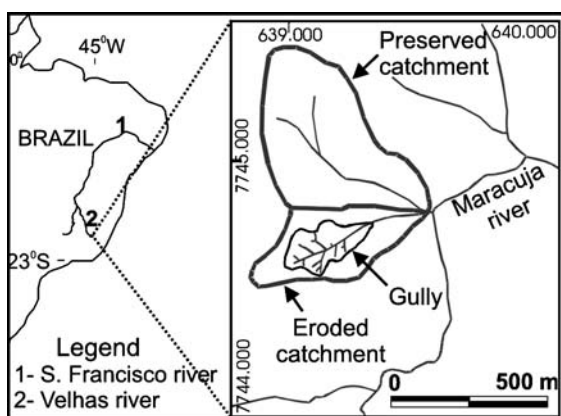 45°W
0°
1
BRAZIL
2
23°S
Legend
1- S. Francisco river
2- Velhas river
639.000
640.000
Preserved
catchment
7745.000
Maracuja
river
Gully
Eroded
catchment
7744.000
0 500 m